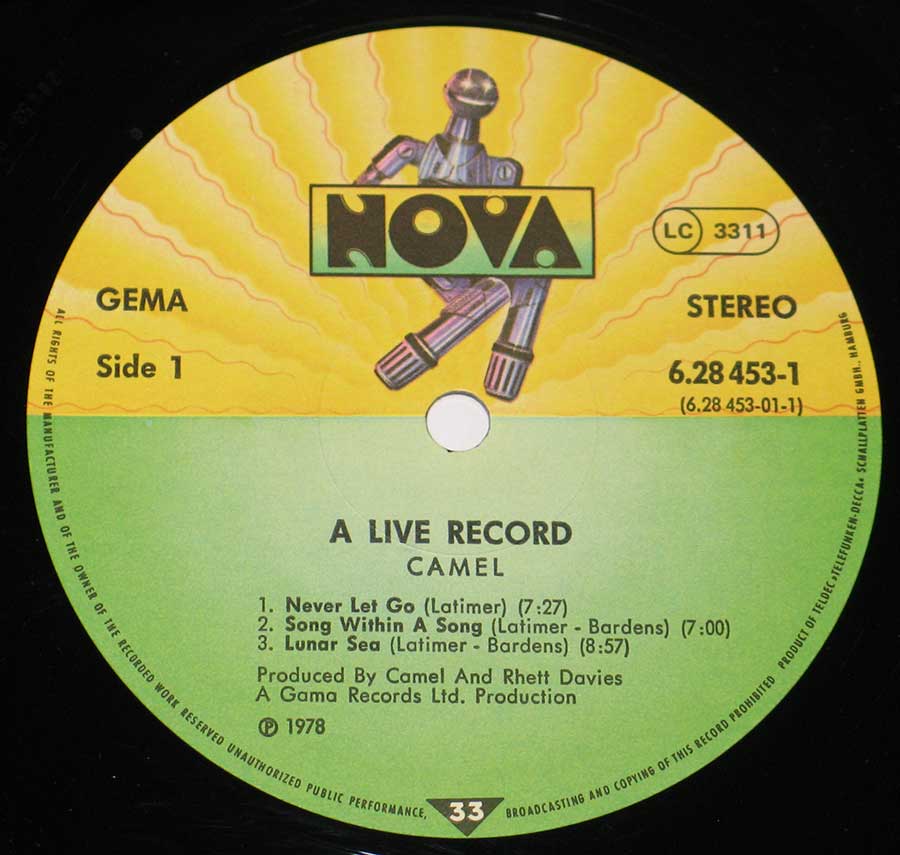 NOVA
LC 3311
GEMA
STEREO
Side 1
6.28 453-1
(6.28 453-01-1)
A LIVE RECORD
CAMEL
1. Never Let Go (Latimer) (7:27)
2. Song Within A Song (Latimer - Bardens) (7:00)
3. Lunar Sea (Latimer - Bardens) (8:57)
Produced By Camel And Rhett Davies
A Gama Records Ltd. Production
Ⓟ 1978
ALL RIGHTS OF THE MANUFACTURER AND OF THE OWNER OF THE RECORDED WORK RESERVED UNAUTHORIZED PUBLIC PERFORMANCE, BROADCASTING AND COPYING OF THIS RECORD PROHIBITED
33
PRODUCT OF TELDEC »TELEFUNKEN-DECCA« SCHALLPLATTEN GMBH., HAMBURG